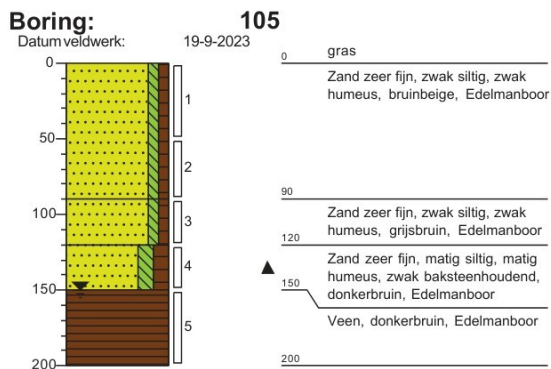 Boring: 105
Datum veldwerk: 19-9-2023
0
50
100
150
200
1
2
3
4
5
0 gras
Zand zeer fijn, zwak siltig, zwak
humeus, bruinbeige, Edelmanboor
90
Zand zeer fijn, zwak siltig, zwak
humeus, grijsbruin, Edelmanboor
120
Zand zeer fijn, matig siltig, matig
humeus, zwak baksteenhoudend,
donkerbruin, Edelmanboor
150
Veen, donkerbruin, Edelmanboor
200